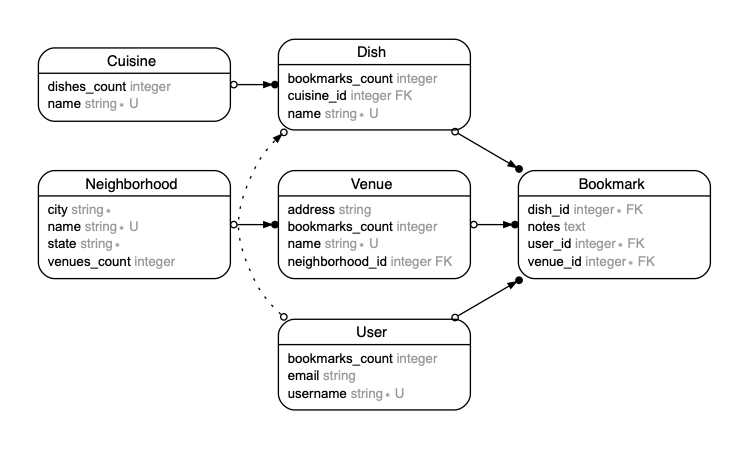 Cuisine
dishes_count integer
name string* U
Dish
bookmarks_count integer
cuisine_id integer FK
name string* U
Neighborhood
city string*
name string* U
state string*
venues_count integer
Venue
address string
bookmarks_count integer
name string* U
neighborhood_id integer FK
Bookmark
dish_id integer* FK
notes text
user_id integer* FK
venue_id integer* FK
User
bookmarks_count integer
email string
username string* U